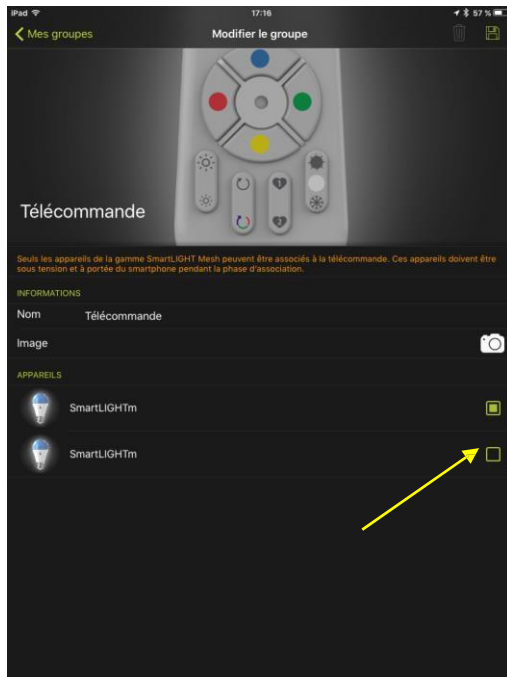 iPad 17:16 57 %
Mes groupes Modifier le groupe
1
2
Télécommande
Seuls les appareils de la gamme SmartLIGHT Mesh peuvent être associés à la télécommande. Ces appareils doivent être
sous tension et à portée du smartphone pendant la phase d'association.
INFORMATIONS
Nom Télécommande
Image
APPAREILS
SmartLIGHTm
SmartLIGHTm